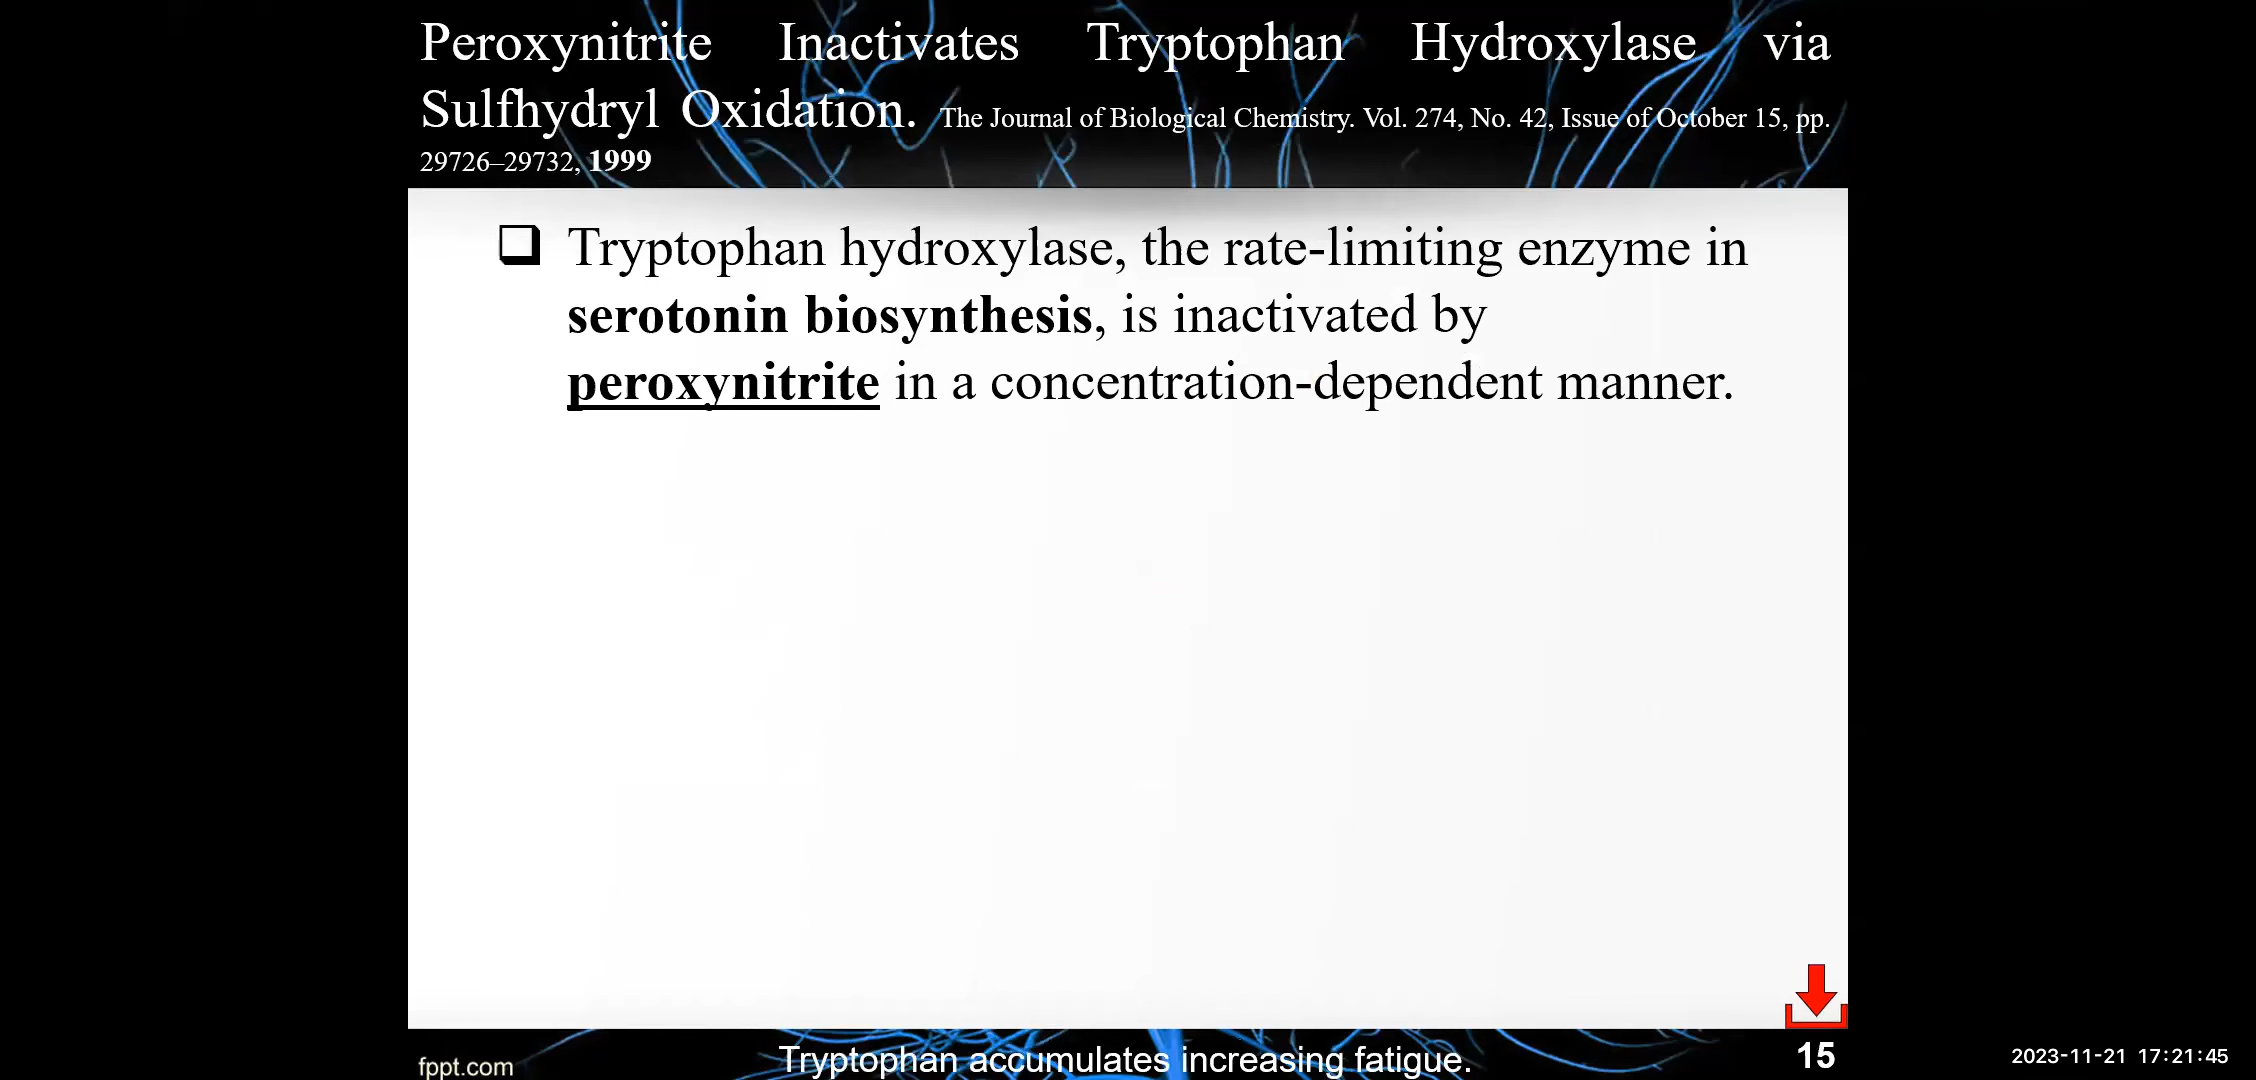 Peroxynitrite Inactivates Tryptophan Hydroxylase via
Sulfhydryl Oxidation. The Journal of Biological Chemistry. Vol. 274, No. 42, Issue of October 15, pp.
29726–29732, 1999
❑ Tryptophan hydroxylase, the rate-limiting enzyme in
serotonin biosynthesis, is inactivated by
peroxynitrite in a concentration-dependent manner.
fppt.com
Tryptophan accumulates increasing fatigue.
15
2023-11-21 17:21:45